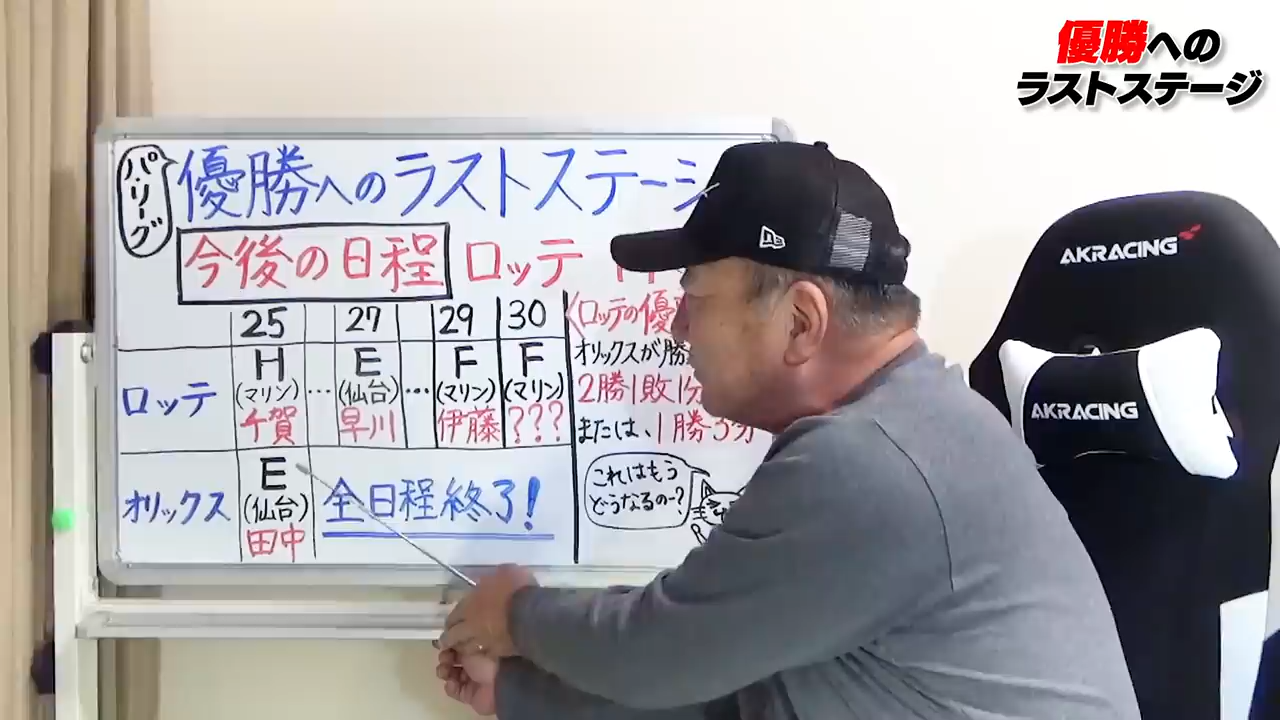 優勝への
ラストステージ
パ・リーグ
優勝へのラストステージ
今後の日程 ロッテ
25 27 29 30
ロッテ
H (マリン) 千賀
… E (仙台) 早川
… F (マリン) 伊藤
F (マリン) ???
オリックス
E (仙台) 田中
全日程終了!
〈ロッテの優
オリックスが勝
2勝1敗1分
または、1勝3分
これはもう
どうなるのー?
AKRACING
AKRACING